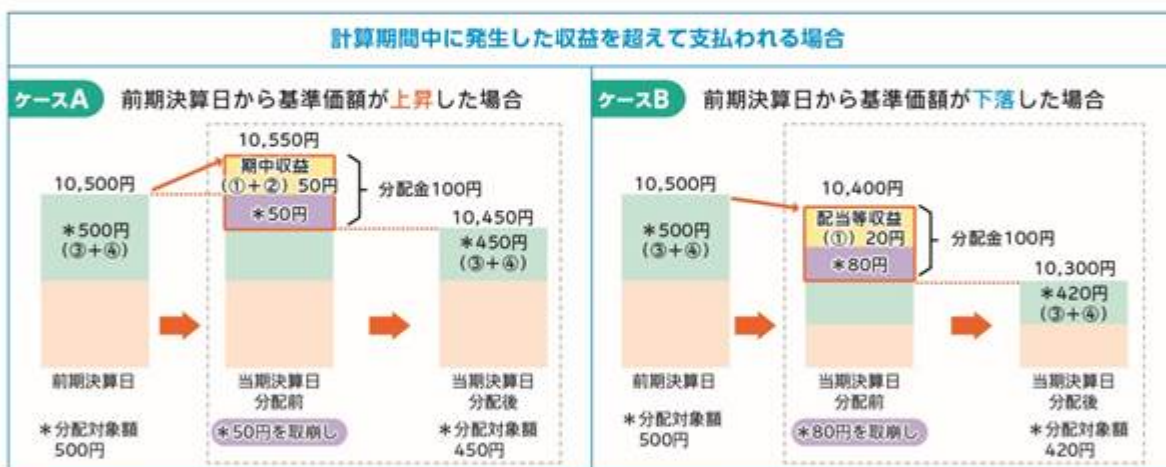 計算期間中に発生した収益を超えて支払われる場合
ケースA 前期決算日から基準価額が上昇した場合
10,550円
期中収益
(①+②) 50円
*50円
分配金100円
10,500円
*500円
(③+④)
10,450円
*450円
(③+④)
前期決算日
当期決算日
分配前
当期決算日
分配後
*分配対象額
500円
*50円を取崩し
*分配対象額
450円
ケースB 前期決算日から基準価額が下落した場合
10,500円
*500円
(③+④)
10,400円
配当等収益
(①) 20円
*80円
分配金100円
10,300円
*420円
(③+④)
前期決算日
当期決算日
分配前
当期決算日
分配後
*分配対象額
500円
*80円を取崩し
*分配対象額
420円